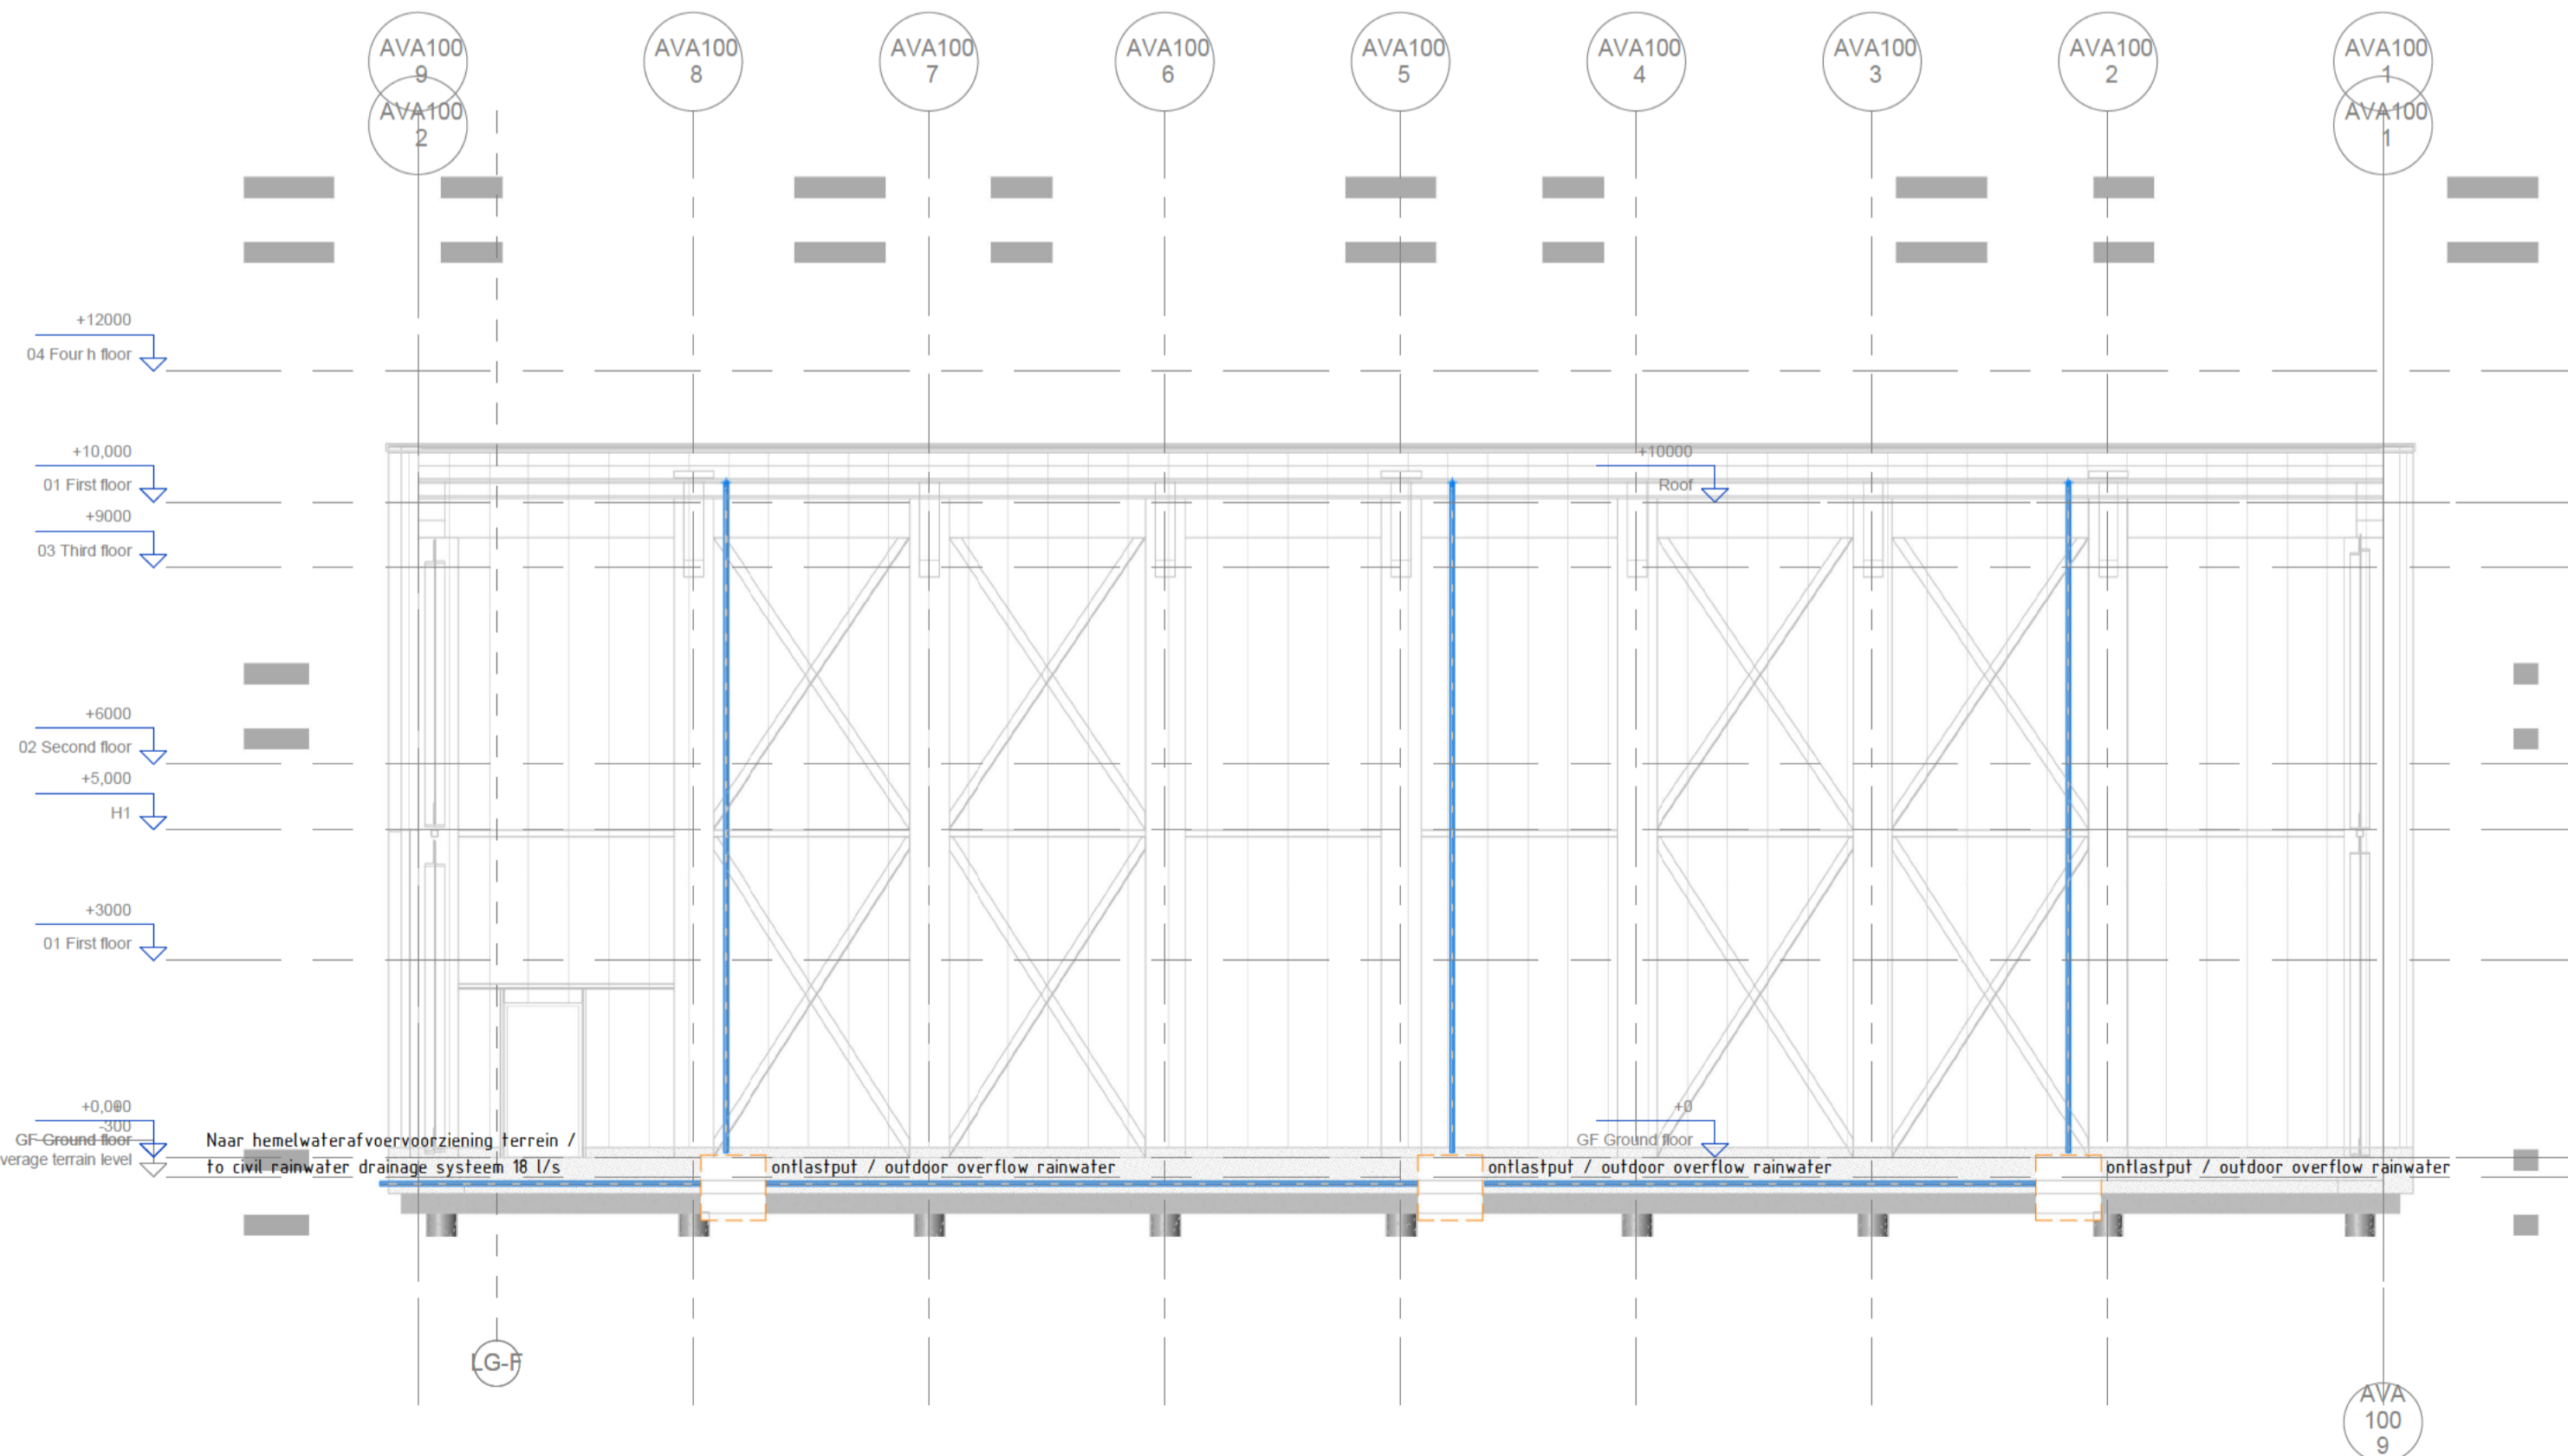 AVA100
9
AVA100
8
AVA100
7
AVA100
6
AVA100
5
AVA100
4
AVA100
3
AVA100
2
AVA100
1
AVA100
2
AVA100
1
+12000
04 Four h floor
+10,000
01 First floor
+10000
Roof
+9000
03 Third floor
+6000
02 Second floor
+5,000
H1
+3000
01 First floor
+0,000
-300
GF Ground floor
verage terrain level
+0
GF Ground floor
Naar hemelwaterafvoervoorziening terrein /
to civil rainwater drainage systeem 18 l/s
ontlastput / outdoor overflow rainwater
ontlastput / outdoor overflow rainwater
ontlastput / outdoor overflow rainwater
LG-F
AVA
100
9